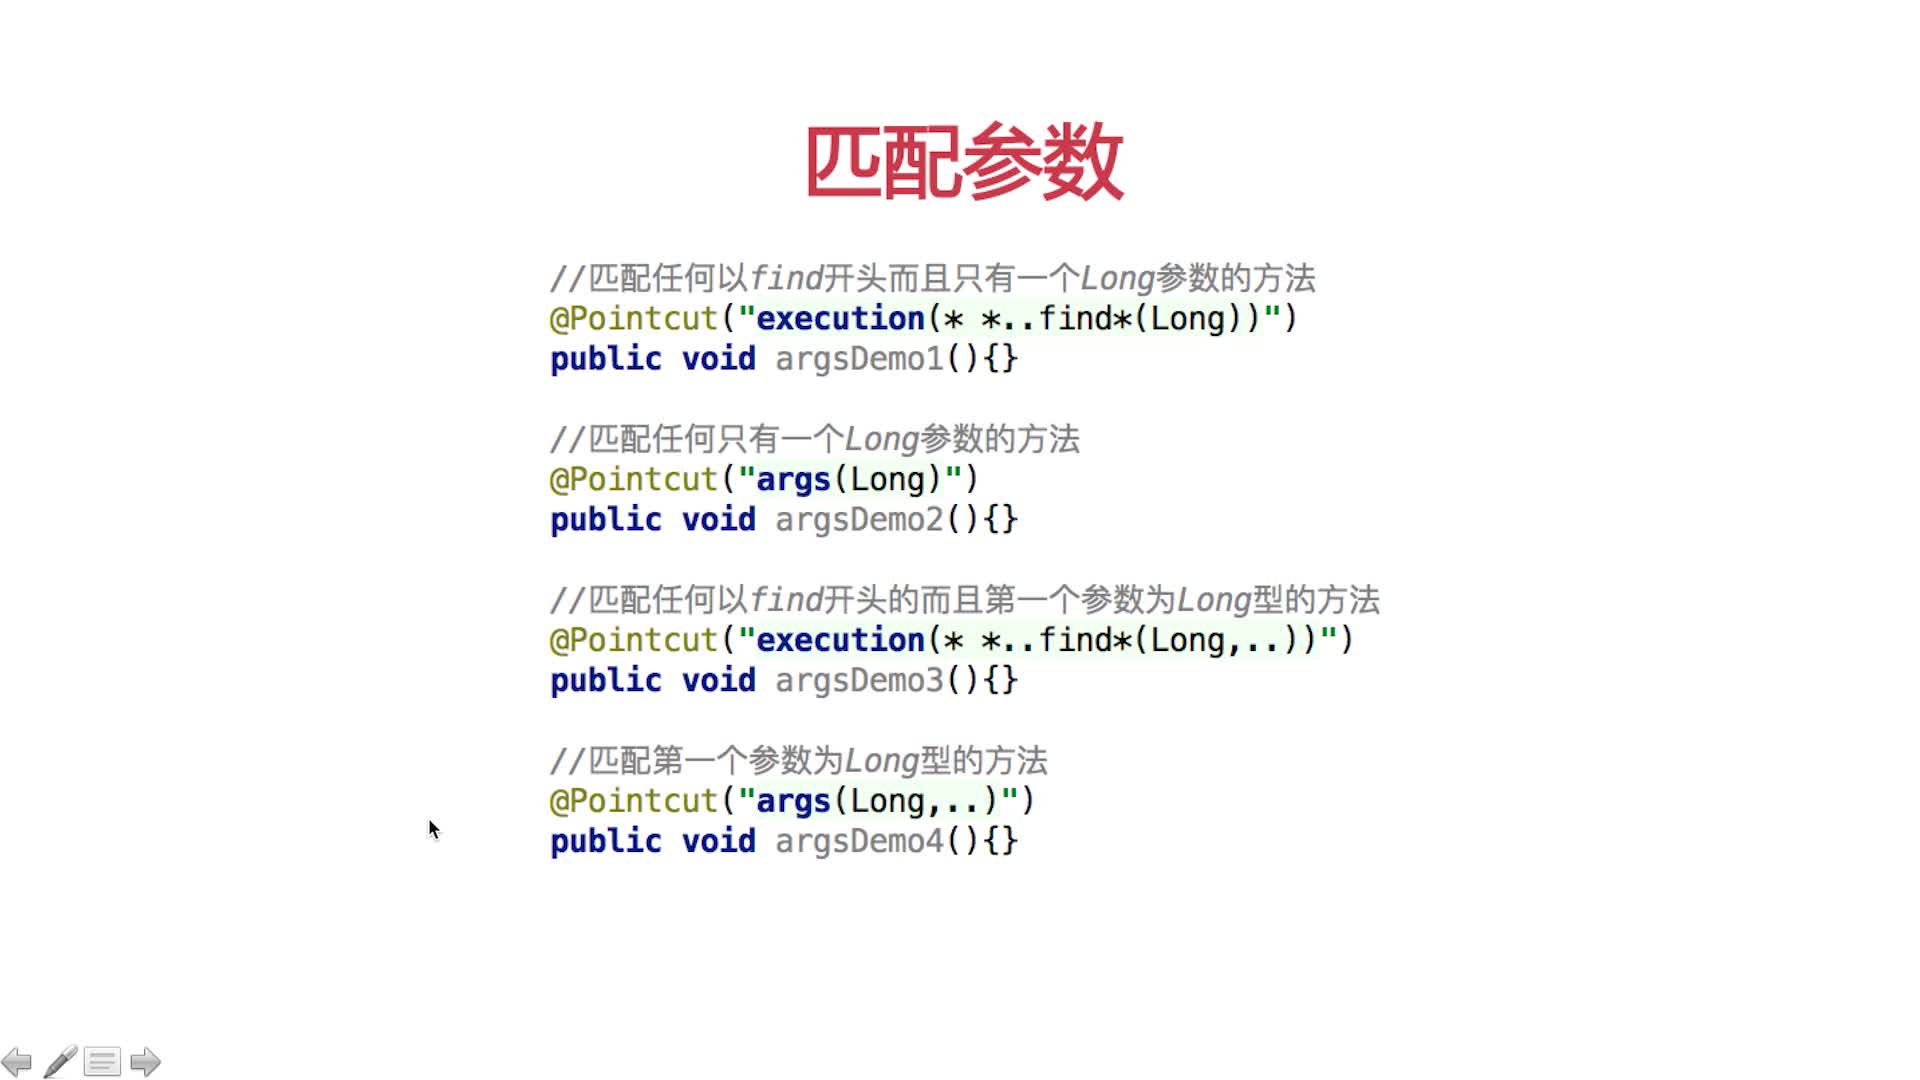 匹配参数
//匹配任何以find开头而且只有一个Long参数的方法
@Pointcut("execution(* *..find*(Long))")
public void argsDemo1(){}
//匹配任何只有一个Long参数的方法
@Pointcut("args(Long)")
public void argsDemo2(){}
//匹配任何以find开头的而且第一个参数为Long型的方法
@Pointcut("execution(* *..find*(Long,..))")
public void argsDemo3(){}
//匹配第一个参数为Long型的方法
@Pointcut("args(Long,..)")
public void argsDemo4(){}